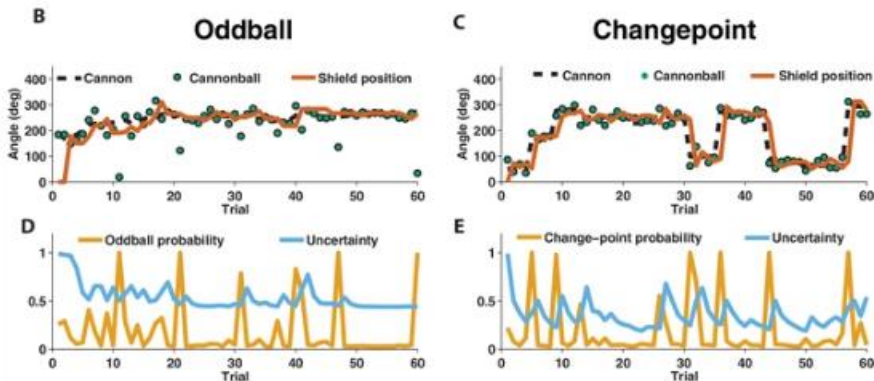 B
Oddball
Cannon
Cannonball
Shield position
Angle (deg)
400
300
200
100
0
0
10
20
30
40
50
60
Trial
C
Changepoint
Cannon
Cannonball
Shield position
Angle (deg)
400
300
200
100
0
0
10
20
30
40
50
60
Trial
D
Oddball probability
Uncertainty
1
0.5
0
0
10
20
30
40
50
60
Trial
E
Change-point probability
Uncertainty
1
0.5
0
0
10
20
30
40
50
60
Trial